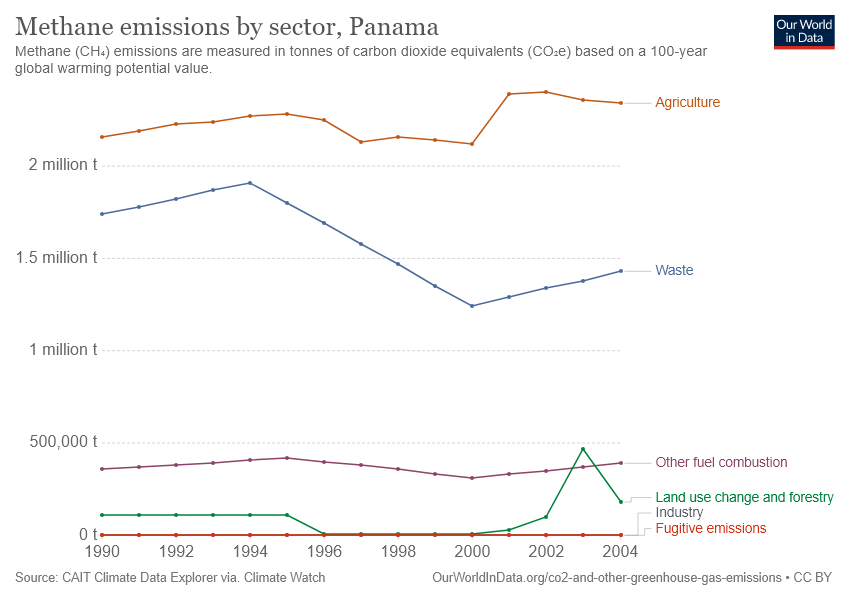 Methane emissions by sector, Panama
Our World
in Data
Methane (CH₄) emissions are measured in tonnes of carbon dioxide equivalents (CO₂e) based on a 100-year
global warming potential value.
Agriculture
2 million t
1.5 million t
Waste
1 million t
500,000 t
Other fuel combustion
Land use change and forestry
Industry
Fugitive emissions
0 t
1990 1992 1994 1996 1998 2000 2002 2004
Source: CAIT Climate Data Explorer via. Climate Watch
OurWorldInData.org/co2-and-other-greenhouse-gas-emissions • CC BY